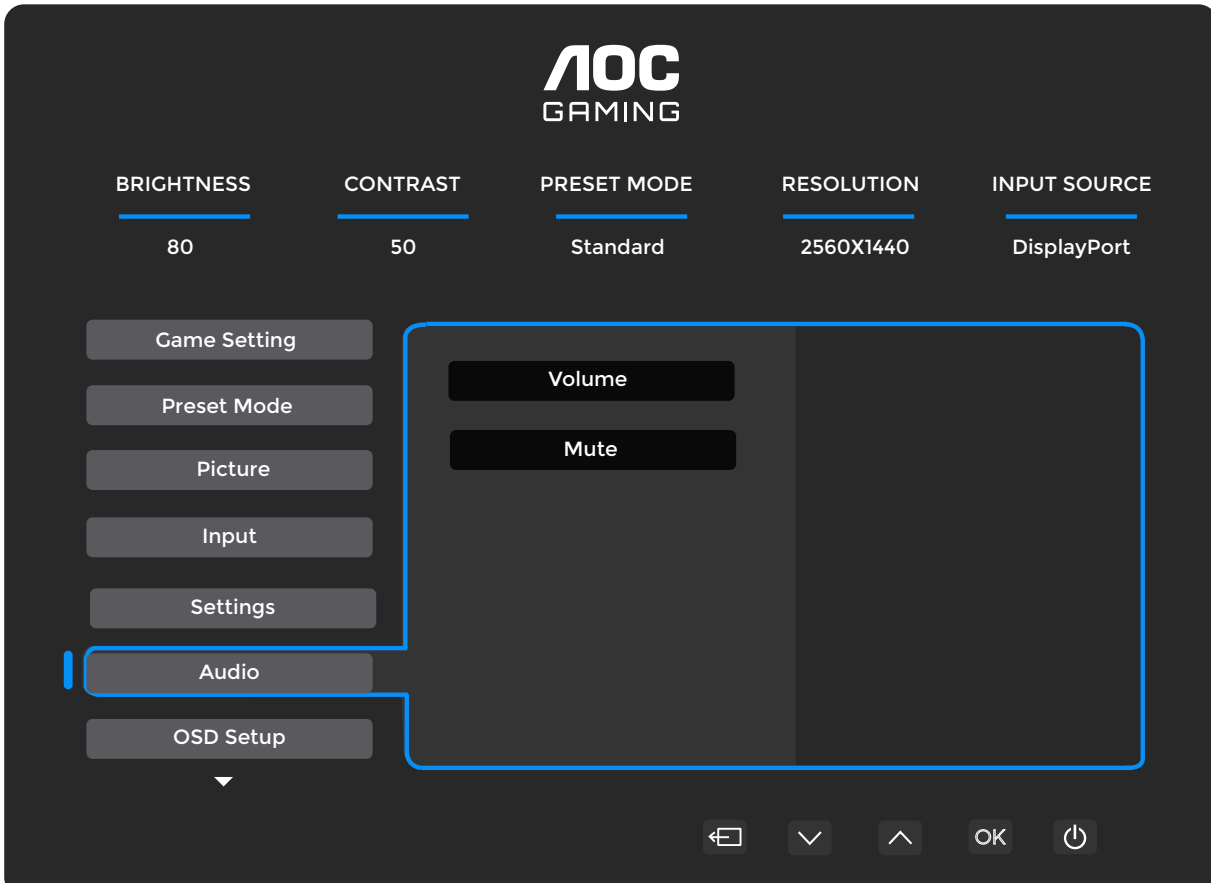 AOC
GAMING
BRIGHTNESS CONTRAST PRESET MODE RESOLUTION INPUT SOURCE
80 50 Standard 2560X1440 DisplayPort
Game Setting
Volume
Preset Mode
Mute
Picture
Input
Settings
Audio
OSD Setup
OK